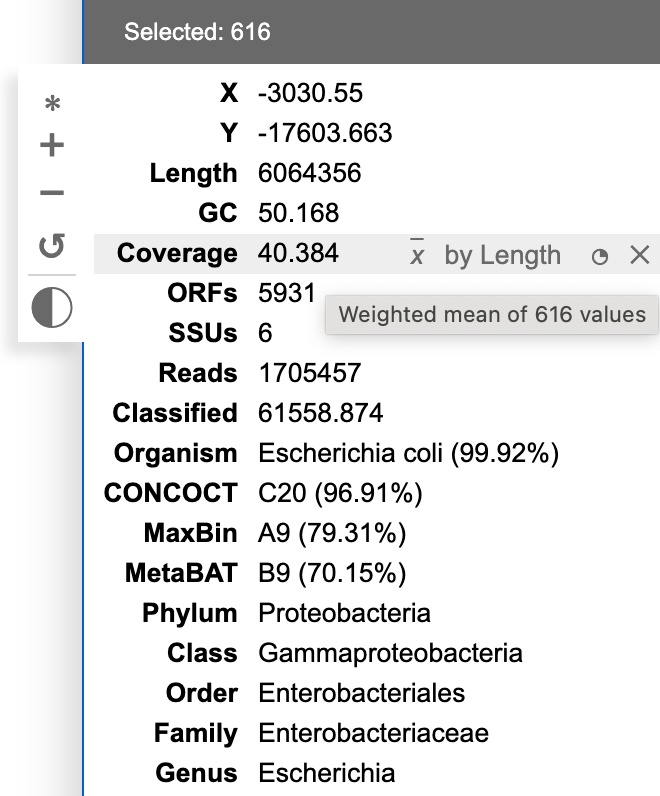 Selected: 616
X -3030.55
Y -17603.663
Length 6064356
GC 50.168
Coverage 40.384 x̅ by Length
ORFs 5931
Weighted mean of 616 values
SSUs 6
Reads 1705457
Classified 61558.874
Organism Escherichia coli (99.92%)
CONCOCT C20 (96.91%)
MaxBin A9 (79.31%)
MetaBAT B9 (70.15%)
Phylum Proteobacteria
Class Gammaproteobacteria
Order Enterobacteriales
Family Enterobacteriaceae
Genus Escherichia